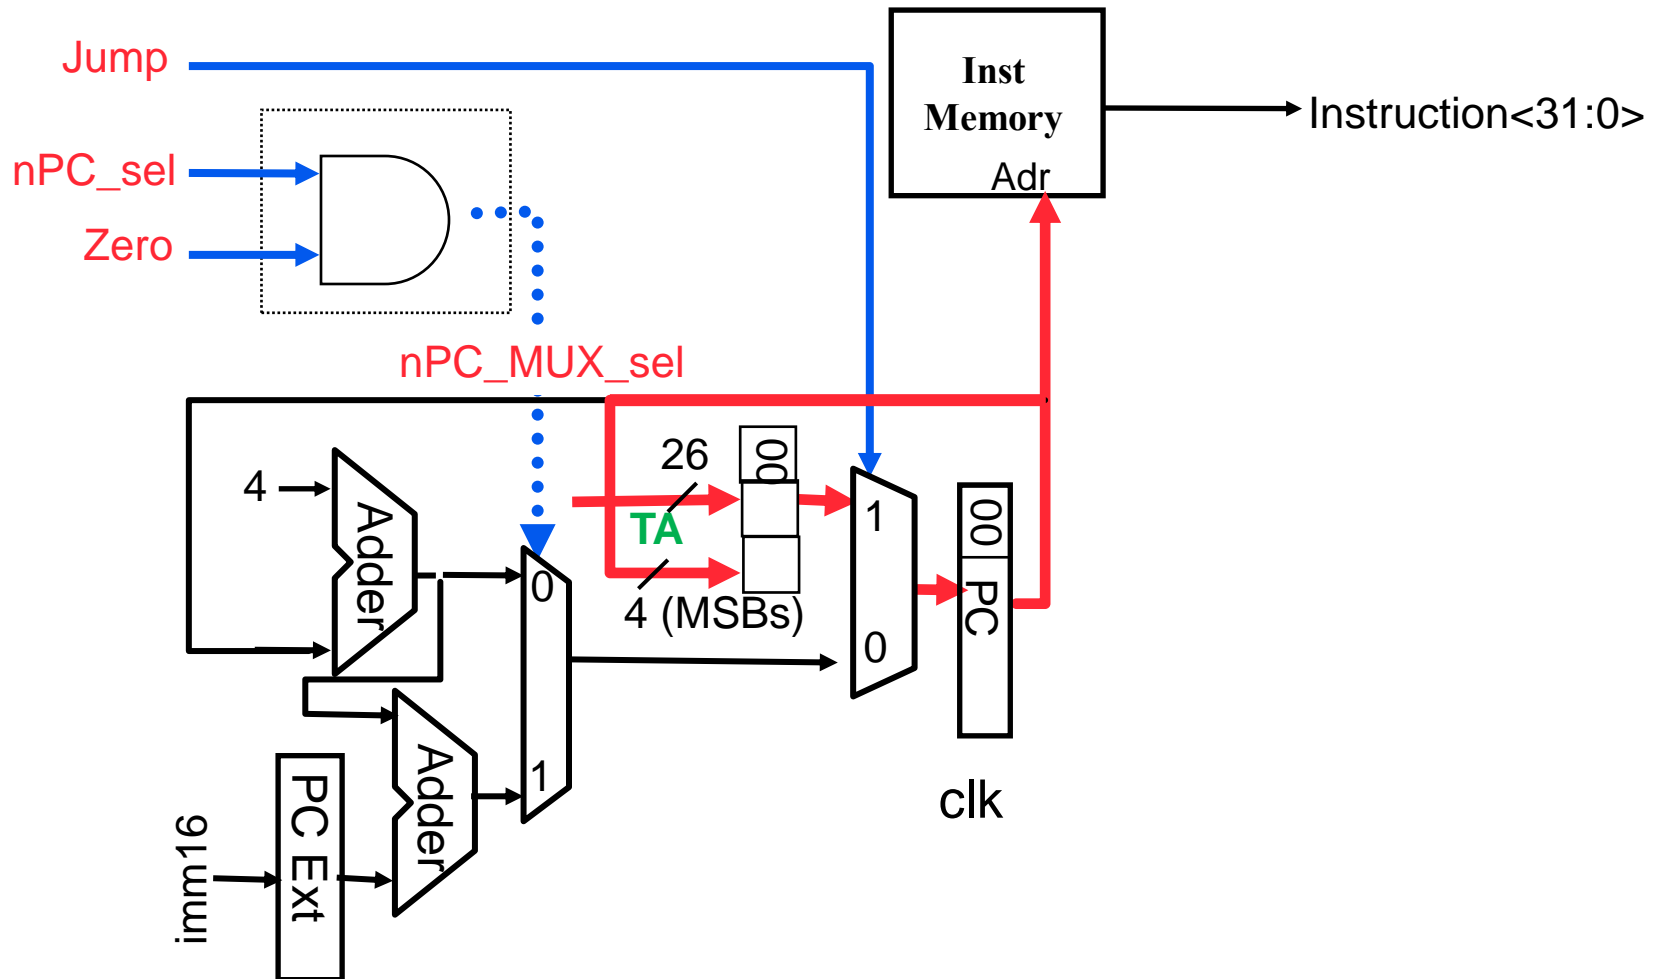 Jump
Inst
Memory
Adr
Instruction<31:0>
nPC_sel
Zero
nPC_MUX_sel
26
00
4
TA
Adder
1
00
0
4 (MSBs)
PC
0
Adder
1
clk
PC Ext
imm16